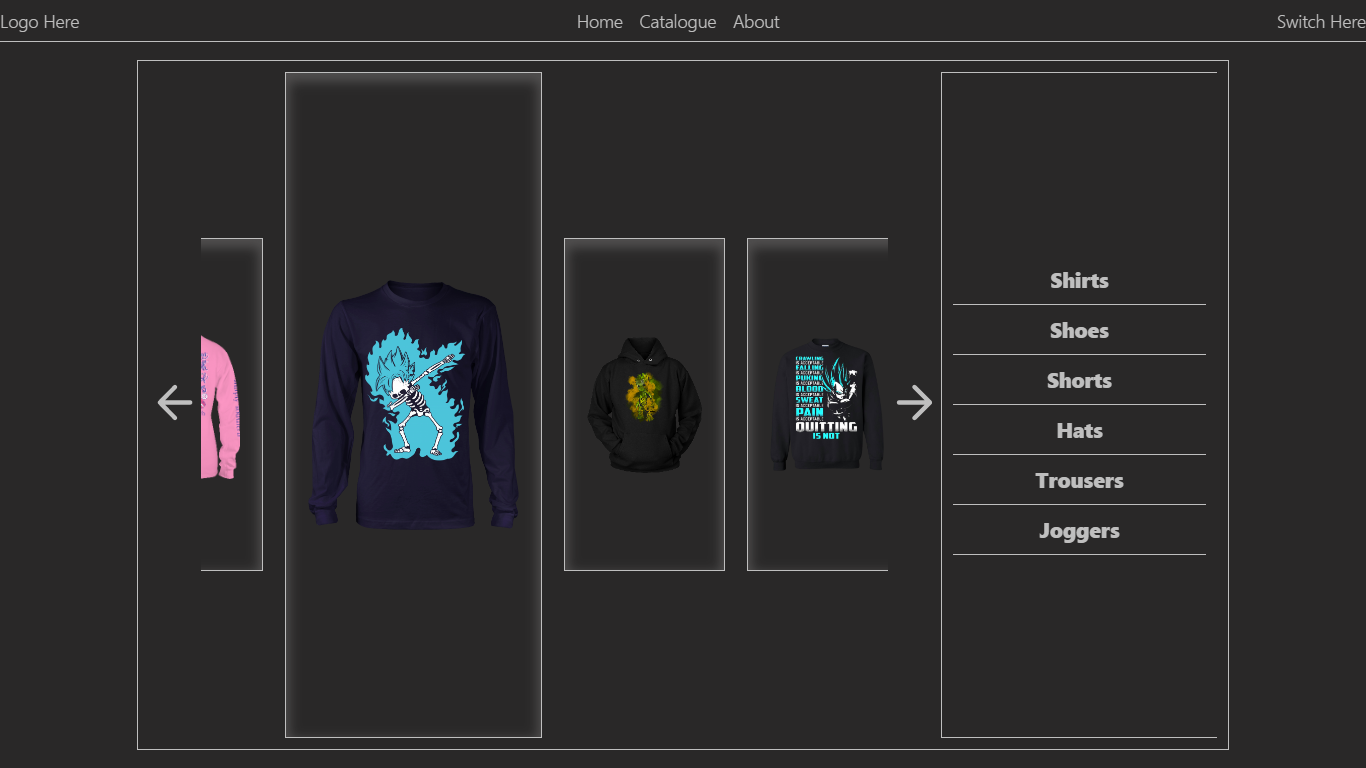 Logo Here
Home Catalogue About
Switch Here
CRAWLING
IS ACCEPTABLE
FALLING
IS ACCEPTABLE
PUKING
IS ACCEPTABLE
BLOOD
IS ACCEPTABLE
SWEAT
IS ACCEPTABLE
PAIN
IS ACCEPTABLE
QUITTING
IS NOT
Shirts
Shoes
Shorts
Hats
Trousers
Joggers